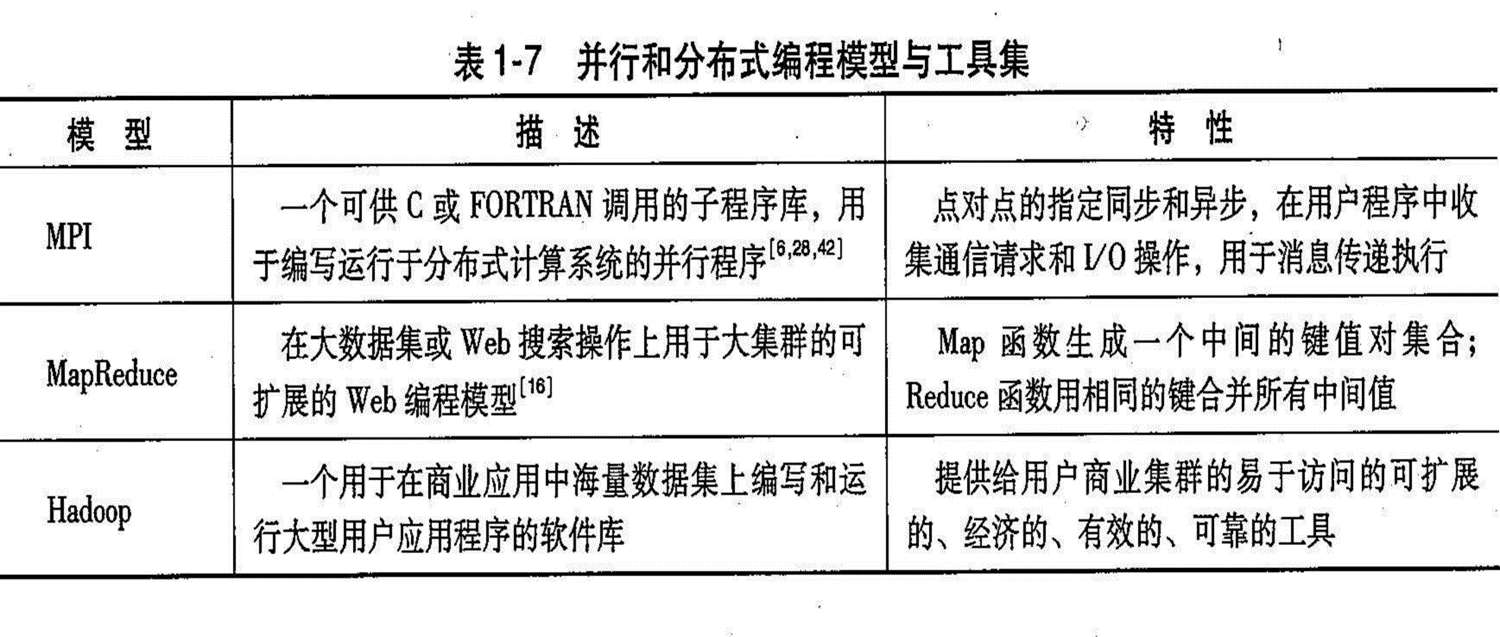 表1-7 并行和分布式编程模型与工具集
模 型
描 述
特 性
MPI
一个可供 C 或 FORTRAN 调用的子程序库，用
于编写运行于分布式计算系统的并行程序[6,28,42]
点对点的指定同步和异步，在用户程序中收
集通信请求和 I/O 操作，用于消息传递执行
MapReduce
在大数据集或 Web 搜索操作上用于大集群的可
扩展的 Web 编程模型[16]
Map 函数生成一个中间的键值对集合；
Reduce 函数用相同的键合并所有中间值
Hadoop
一个用于在商业应用中海量数据集上编写和运
行大型用户应用程序的软件库
提供给用户商业集群的易于访问的可扩展
的、经济的、有效的、可靠的工具